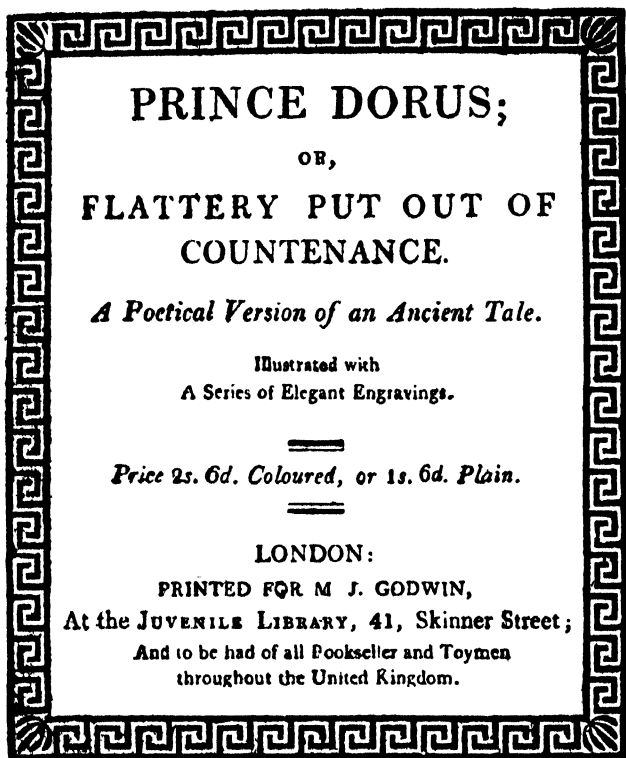 PRINCE DORUS;
OR,
FLATTERY PUT OUT OF
COUNTENANCE.
A Poetical Version of an Ancient Tale.
Illustrated with
A Series of Elegant Engravings.
Price 2s. 6d. Coloured, or 1s. 6d. Plain.
LONDON:
PRINTED FOR M J. GODWIN,
At the JUVENILE LIBRARY, 41, Skinner Street;
And to be had of all Bookseller and Toymen
throughout the United Kingdom.